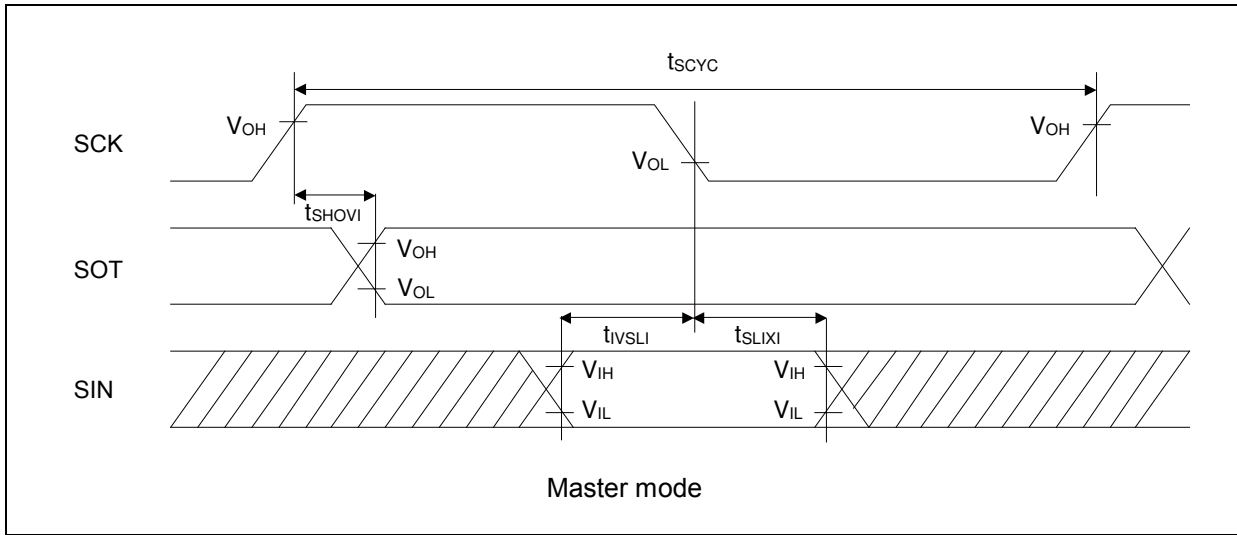 tSCYC
SCK
VOH
VOL
VOH
tSHOVI
SOT
VOH
VOL
tIVSLI
tSLIXI
SIN
VIH
VIH
VIL
VIL
Master mode